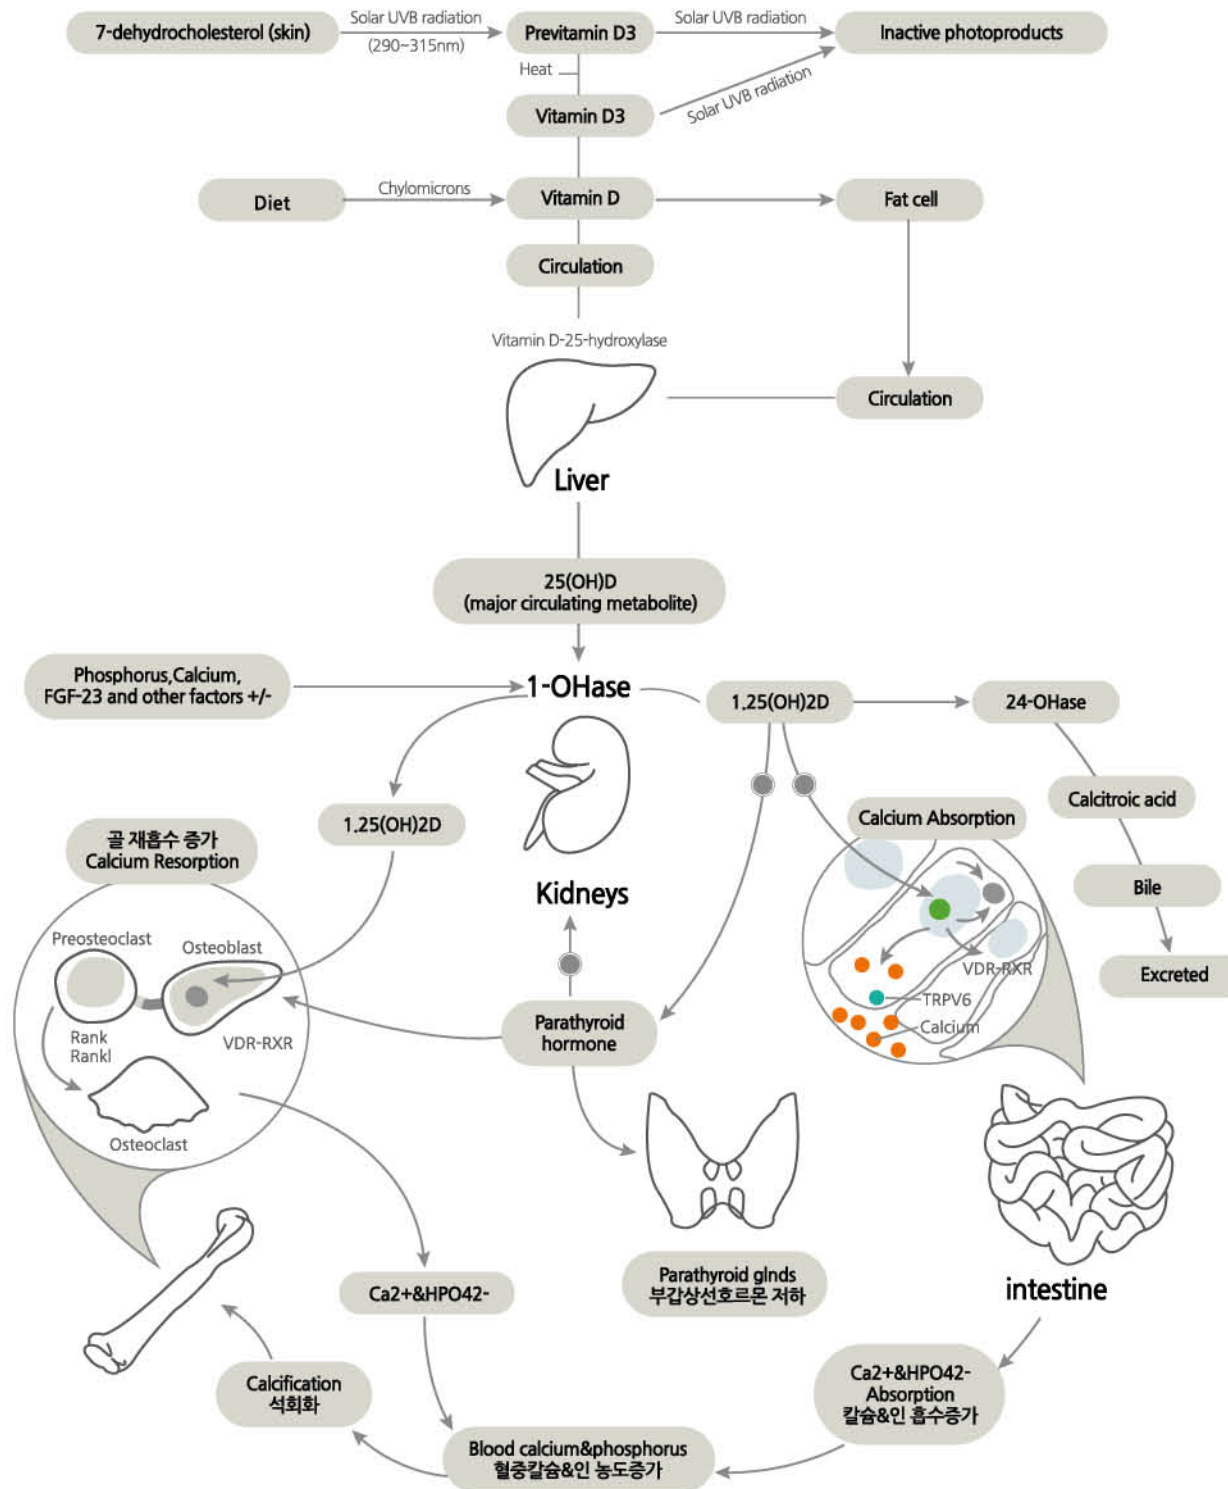 7-dehydrocholesterol (skin)
Solar UVB radiation
(290~315nm)
Previtamin D3
Solar UVB radiation
Inactive photoproducts
Heat
Solar UVB radiation
Vitamin D3
Diet
Chylomicrons
Vitamin D
Fat cell
Circulation
Vitamin D-25-hydroxylase
Circulation
Liver
25(OH)D
(major circulating metabolite)
Phosphorus,Calcium,
FGF-23 and other factors +/-
1-OHase
1,25(OH)2D
24-OHase
1,25(OH)2D
Calcitroic acid
Calcium Absorption
골 재흡수 증가
Calcium Resorption
Kidneys
Bile
Preosteoclast
Osteoblast
VDR-RXR
Excreted
TRPV6
Calcium
Rank
Rankl
VDR-RXR
Parathyroid
hormone
Osteoclast
Parathyroid glnds
부갑상선호르몬 저하
intestine
Ca2+&HPO42-
Calcification
석회화
Ca2+&HPO42-
Absorption
칼슘&인 흡수증가
Blood calcium&phosphorus
혈중칼슘&인 농도증가